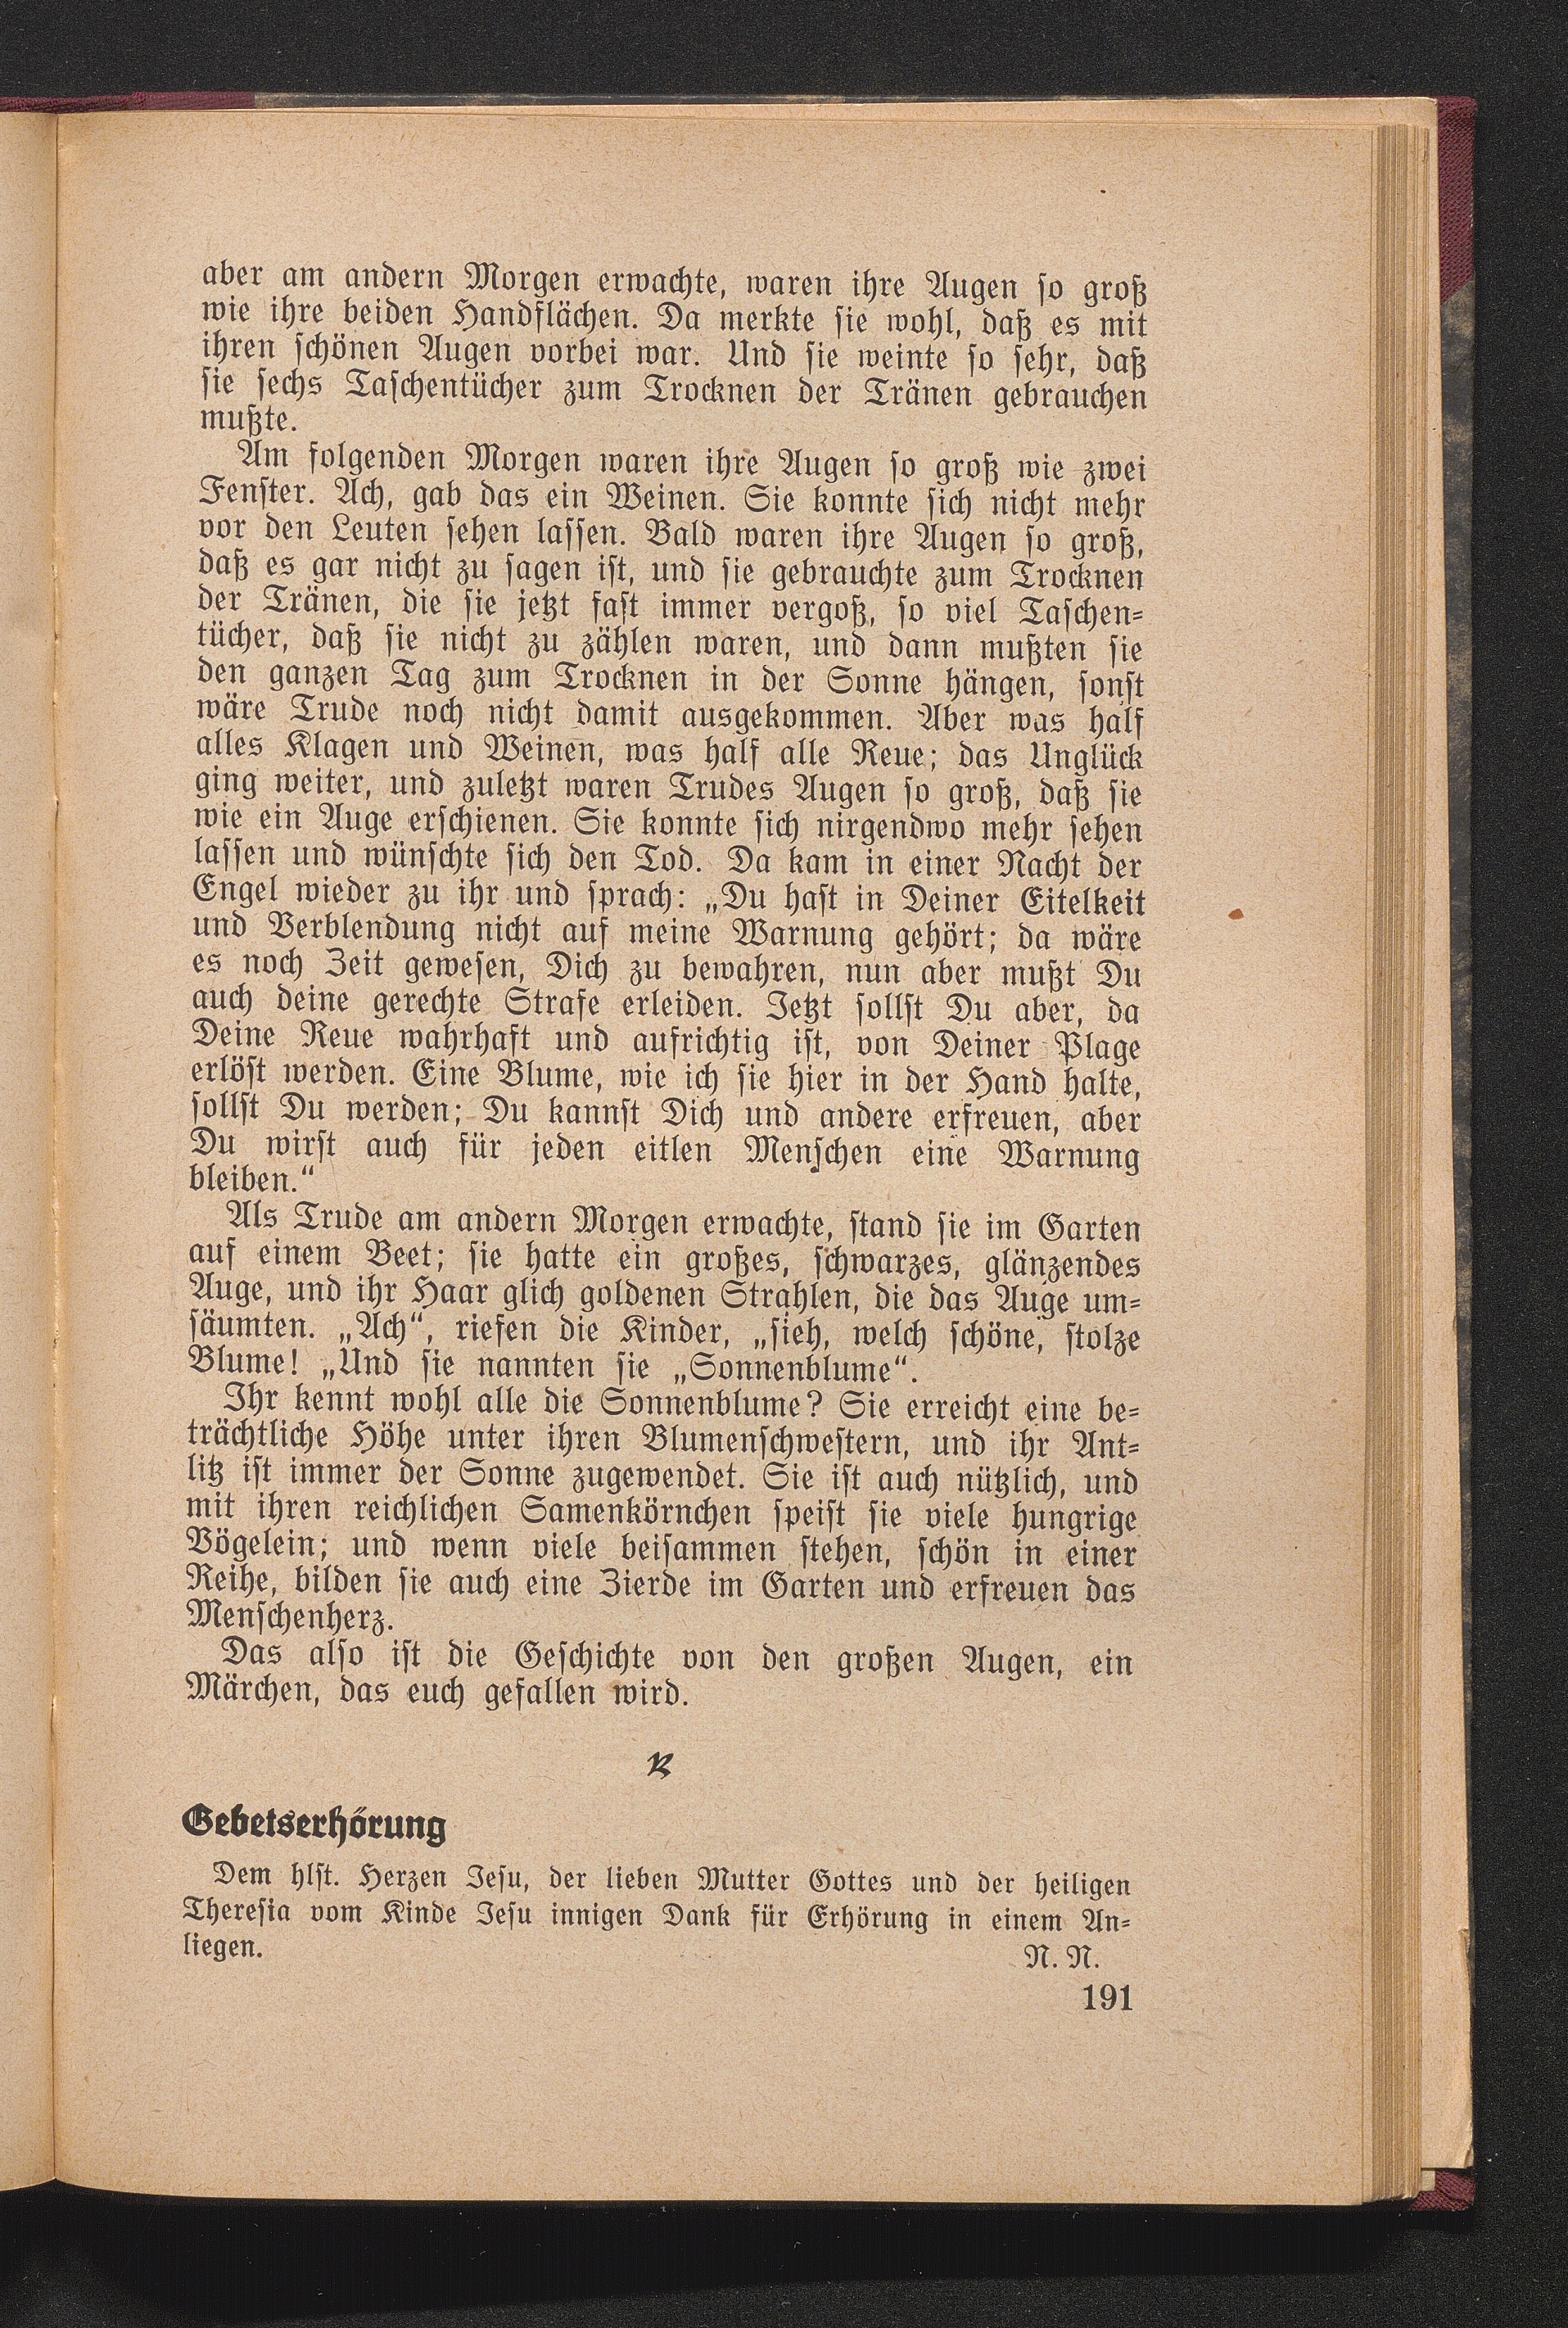 aber am andern Morgen erwachte, waren ihre Augen so groß
wie ihre beiden Handflächen. Da merkte sie wohl, daß es mit
ihren schönen Augen vorbei war. Und sie weinte so sehr, daß
sie sechs Taschentücher zum Trocknen der Tränen gebrauchen
mußte.
Am folgenden Morgen waren ihre Augen so groß wie zwei
Fenster. Ach, gab das ein Weinen. Sie konnte sich nicht mehr
vor den Leuten sehen lassen. Bald waren ihre Augen so groß,
daß es gar nicht zu sagen ist, und sie gebrauchte zum Trocknen
der Tränen, die sie jetzt fast immer vergoß, so viel Taschen=
tücher, daß sie nicht zu zählen waren, und dann mußten sie
den ganzen Tag zum Trocknen in der Sonne hängen, sonst
wäre Trude noch nicht damit ausgekommen. Aber was half
alles Klagen und Weinen, was half alle Reue; das Unglück
ging weiter, und zuletzt waren Trudes Augen so groß, daß sie
wie ein Auge erschienen. Sie konnte sich nirgendwo mehr sehen
lassen und wünschte sich den Tod. Da kam in einer Nacht der
Engel wieder zu ihr und sprach: „Du hast in Deiner Eitelkeit
und Verblendung nicht auf meine Warnung gehört; da wäre
es noch Zeit gewesen, Dich zu bewahren, nun aber mußt Du
auch deine gerechte Strafe erleiden. Jetzt sollst Du aber, da
Deine Reue wahrhaft und aufrichtig ist, von Deiner Plage
erlöst werden. Eine Blume, wie ich sie hier in der Hand halte,
sollst Du werden; Du kannst Dich und andere erfreuen, aber
Du wirst auch für jeden eitlen Menschen eine Warnung
bleiben.“
Als Trude am andern Morgen erwachte, stand sie im Garten
auf einem Beet; sie hatte ein großes, schwarzes, glänzendes
Auge, und ihr Haar glich goldenen Strahlen, die das Auge um=
säumten. „Ach“, riefen die Kinder, „sieh, welch schöne, stolze
Blume! „Und sie nannten sie „Sonnenblume“.
Ihr kennt wohl alle die Sonnenblume? Sie erreicht eine be=
trächtliche Höhe unter ihren Blumenschwestern, und ihr Ant=
litz ist immer der Sonne zugewendet. Sie ist auch nützlich, und
mit ihren reichlichen Samenkörnchen speist sie viele hungrige
Vögelein; und wenn viele beisammen stehen, schön in einer
Reihe, bilden sie auch eine Zierde im Garten und erfreuen das
Menschenherz.
Das also ist die Geschichte von den großen Augen, ein
Märchen, das euch gefallen wird.
Gebetserhörung
Dem hlst. Herzen Jesu, der lieben Mutter Gottes und der heiligen
Theresia vom Kinde Jesu innigen Dank für Erhörung in einem An=
liegen. N. N.
191